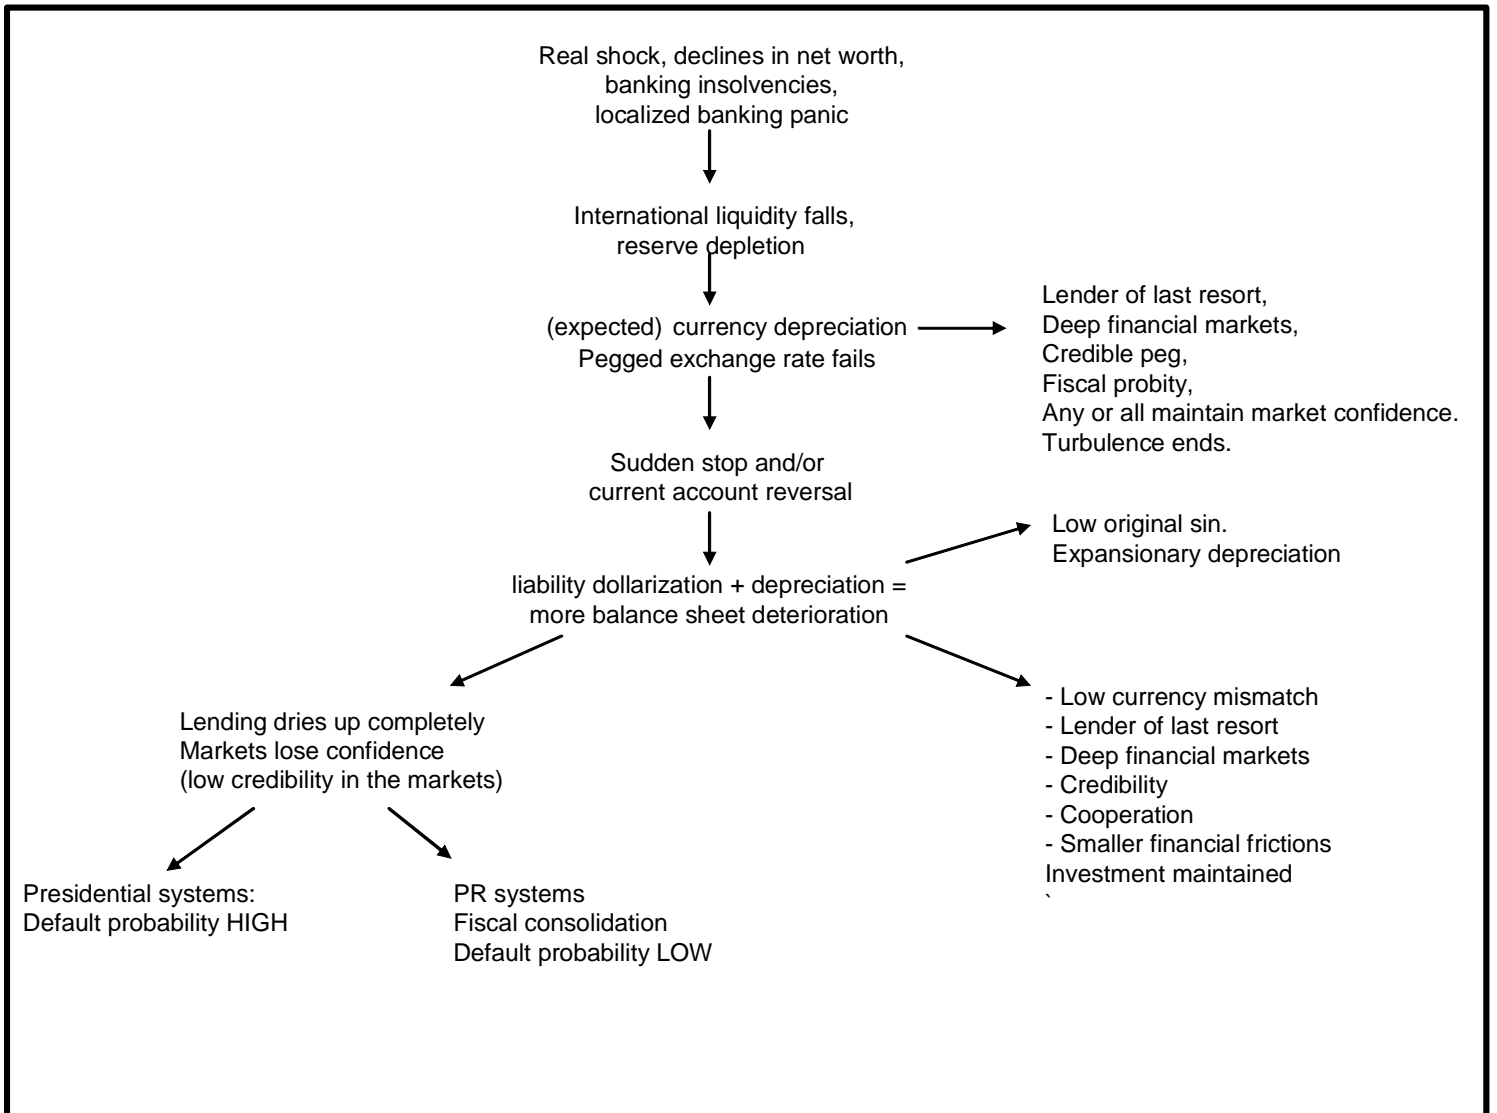 Real shock, declines in net worth,
banking insolvencies,
localized banking panic
International liquidity falls,
reserve depletion
(expected) currency depreciation
Pegged exchange rate fails
Lender of last resort,
Deep financial markets,
Credible peg,
Fiscal probity,
Any or all maintain market confidence.
Turbulence ends.
Sudden stop and/or
current account reversal
Low original sin.
Expansionary depreciation
liability dollarization + depreciation =
more balance sheet deterioration
Lending dries up completely
Markets lose confidence
(low credibility in the markets)
- Low currency mismatch
- Lender of last resort
- Deep financial markets
- Credibility
- Cooperation
- Smaller financial frictions
Investment maintained
`
Presidential systems:
Default probability HIGH
PR systems
Fiscal consolidation
Default probability LOW